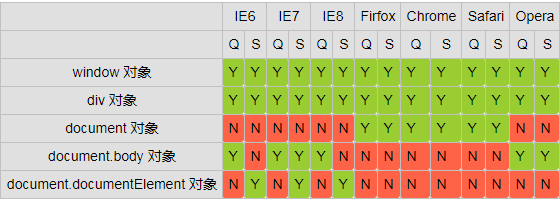 IE6 IE7 IE8 Firfox Chrome Safari Opera
Q S Q S Q S Q S Q S Q S Q S
window 对象 Y Y Y Y Y Y Y Y Y Y Y Y Y Y
div 对象 Y Y Y Y Y Y Y Y Y Y Y Y Y Y
document 对象 N N N N N N Y Y Y Y Y Y N N
document.body 对象 Y N Y Y Y N N N N N N N Y Y
document.documentElement 对象 N Y N Y N Y N N N N N N N N